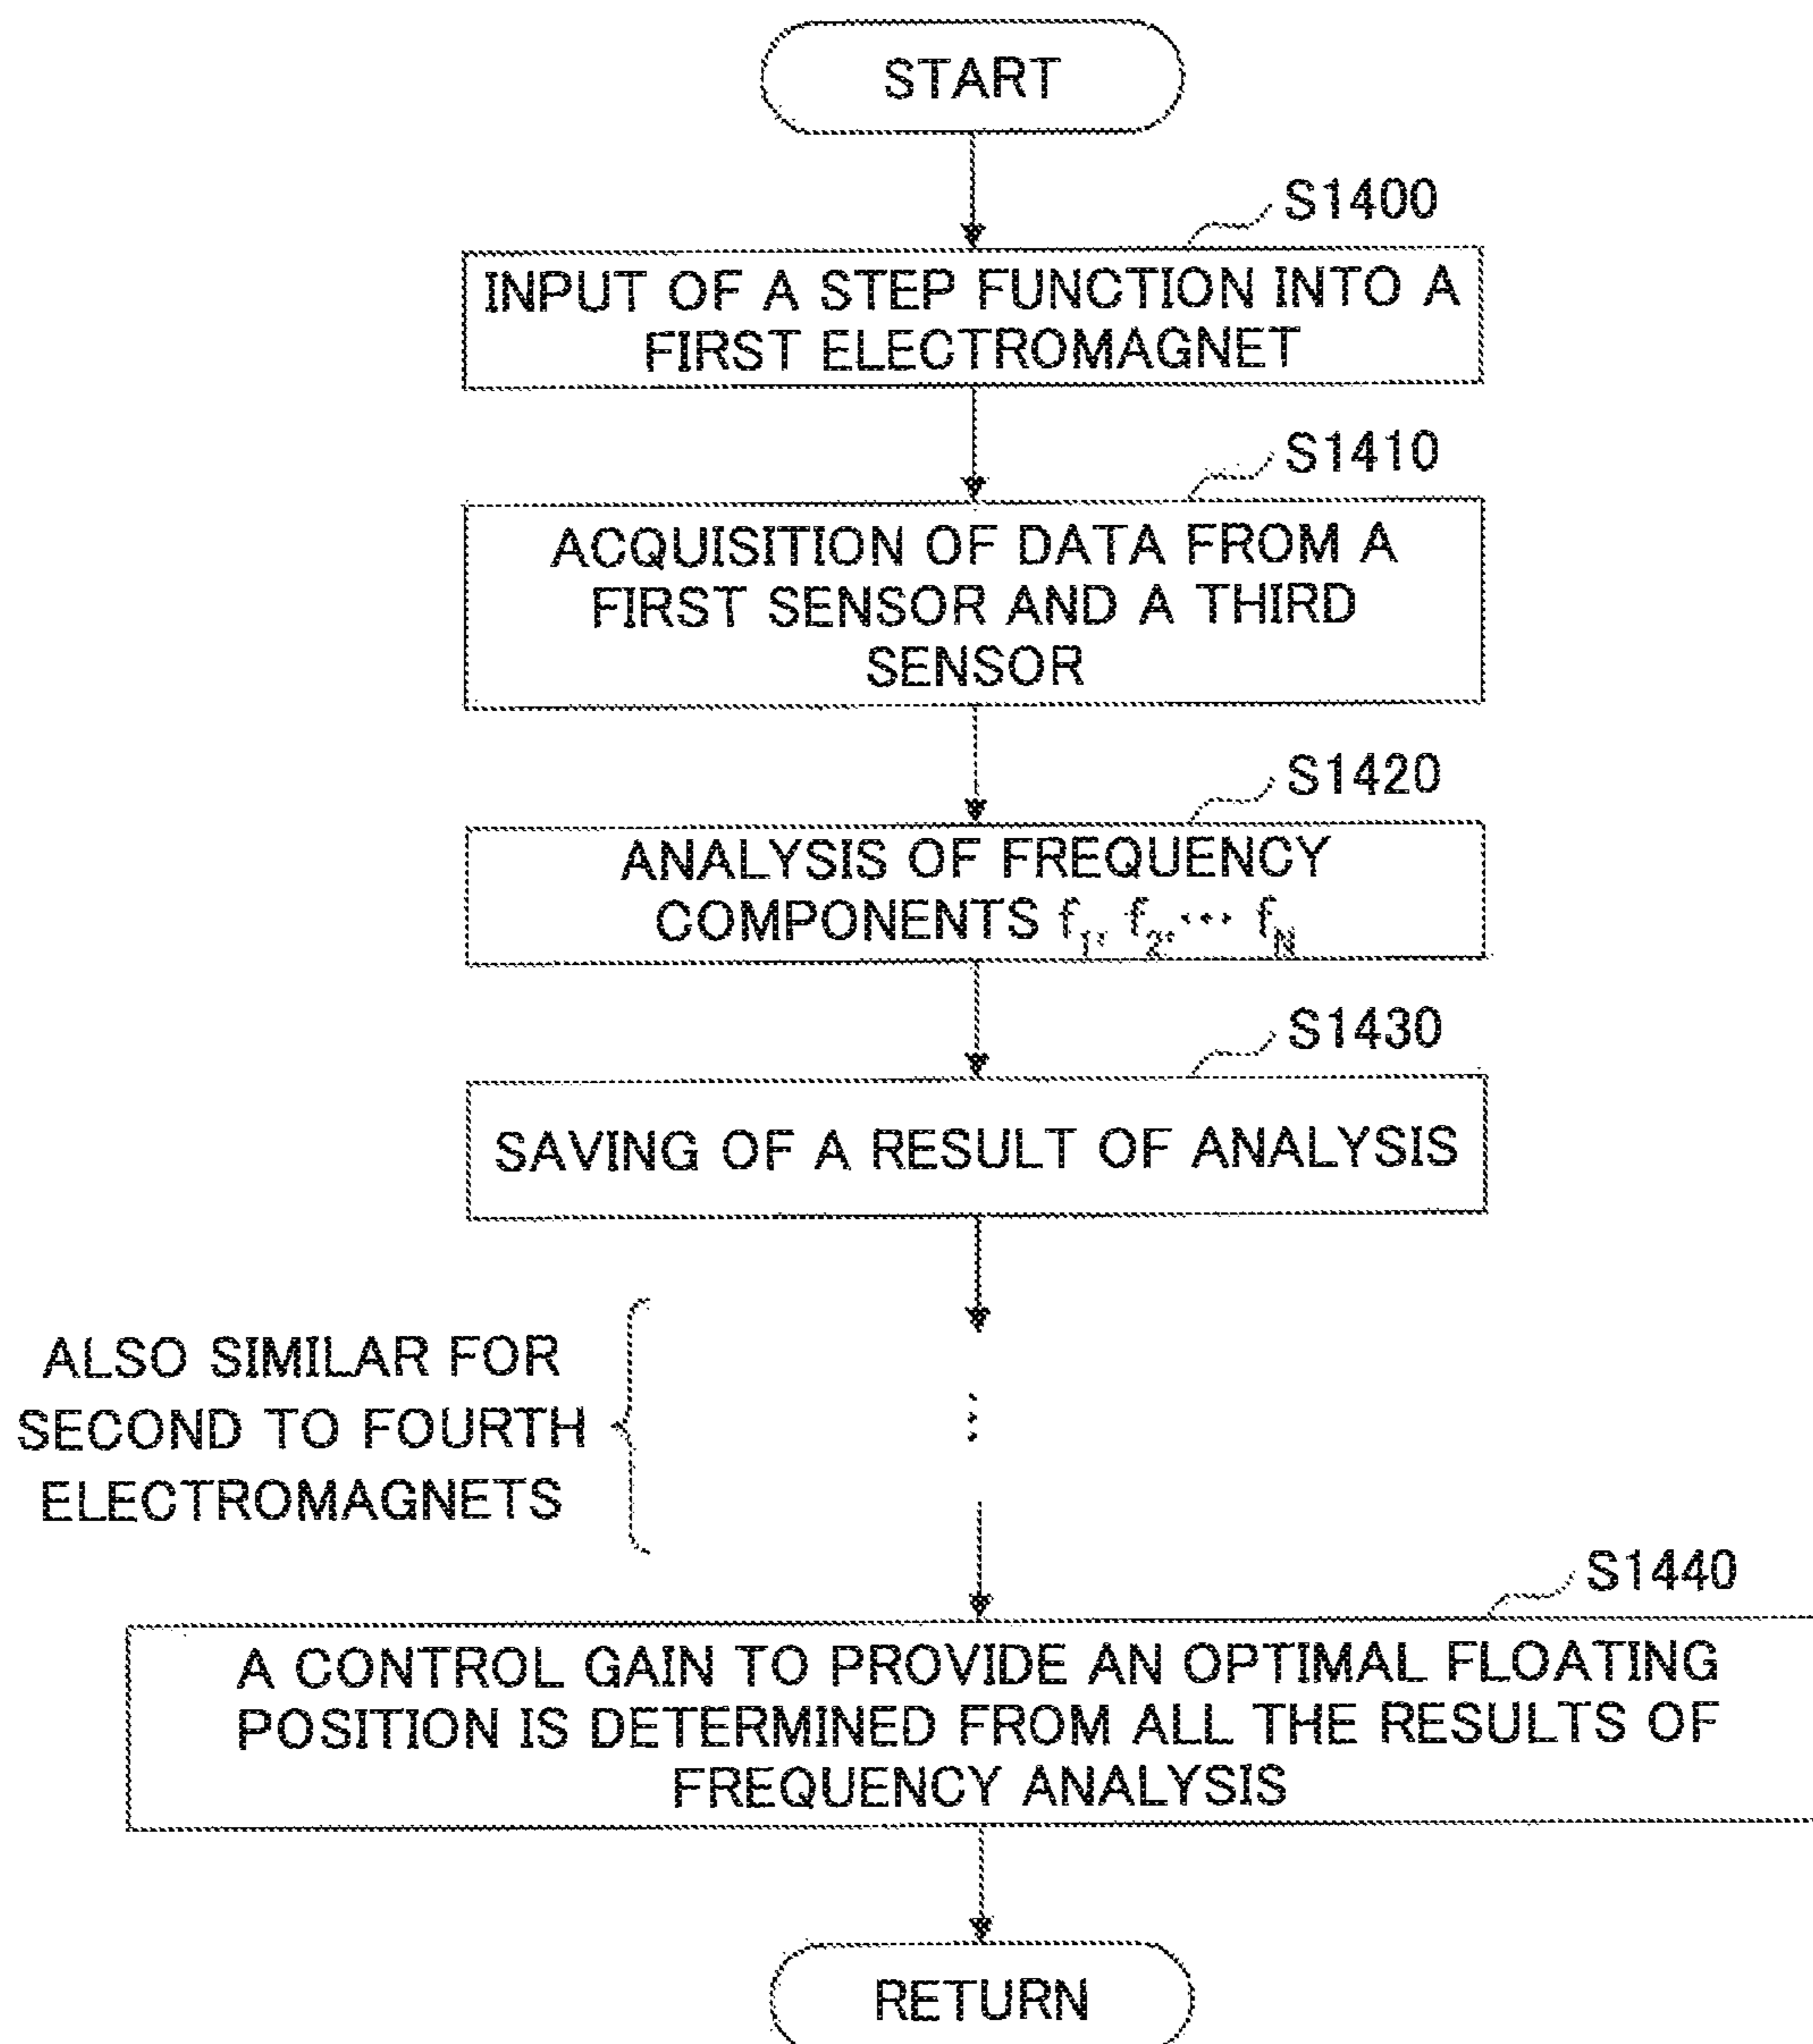 START
S1400
INPUT OF A STEP FUNCTION INTO A
FIRST ELECTROMAGNET
S1410
ACQUISITION OF DATA FROM A
FIRST SENSOR AND A THIRD
SENSOR
S1420
ANALYSIS OF FREQUENCY
COMPONENTS f₁, f₂, ··· f_N
S1430
SAVING OF A RESULT OF ANALYSIS
ALSO SIMILAR FOR
SECOND TO FOURTH
ELECTROMAGNETS
S1440
A CONTROL GAIN TO PROVIDE AN OPTIMAL FLOATING
POSITION IS DETERMINED FROM ALL THE RESULTS OF
FREQUENCY ANALYSIS
RETURN